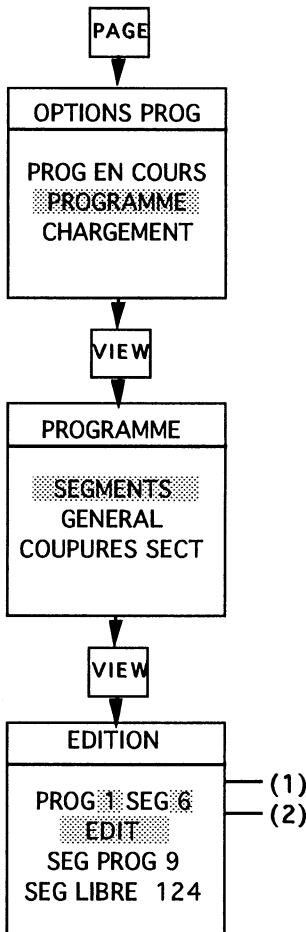 PAGE
OPTIONS PROG
PROG EN COURS
PROGRAMME
CHARGEMENT
VIEW
PROGRAMME
SEGMENTS
GENERAL
COUPURES SECT
VIEW
EDITION
(1)
PROG 1 SEG 6
(2)
EDIT
SEG PROG 9
SEG LIBRE 124